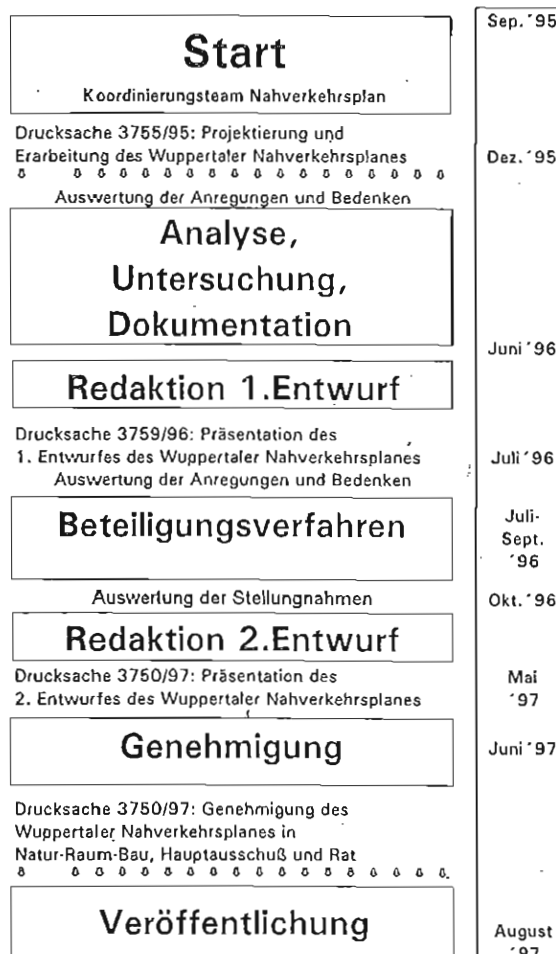 Sep.´95
Start
Koordinierungsteam Nahverkehrsplan
Drucksache 3755/95: Projektierung und
Erarbeitung des Wuppertaler Nahverkehrsplanes
Dez.´95
Auswertung der Anregungen und Bedenken
Analyse,
Untersuchung,
Dokumentation
Juni´96
Redaktion 1.Entwurf
Drucksache 3759/96: Präsentation des
1. Entwurfes des Wuppertaler Nahverkehrsplanes
Juli´96
Auswertung der Anregungen und Bedenken
Beteiligungsverfahren
Juli-
Sept.
´96
Auswertung der Stellungnahmen
Okt.´96
Redaktion 2.Entwurf
Drucksache 3750/97: Präsentation des
2. Entwurfes des Wuppertaler Nahverkehrsplanes
Mai
´97
Genehmigung
Juni´97
Drucksache 3750/97: Genehmigung des
Wuppertaler Nahverkehrsplanes in
Natur-Raum-Bau, Hauptausschuß und Rat
Veröffentlichung
August
´97